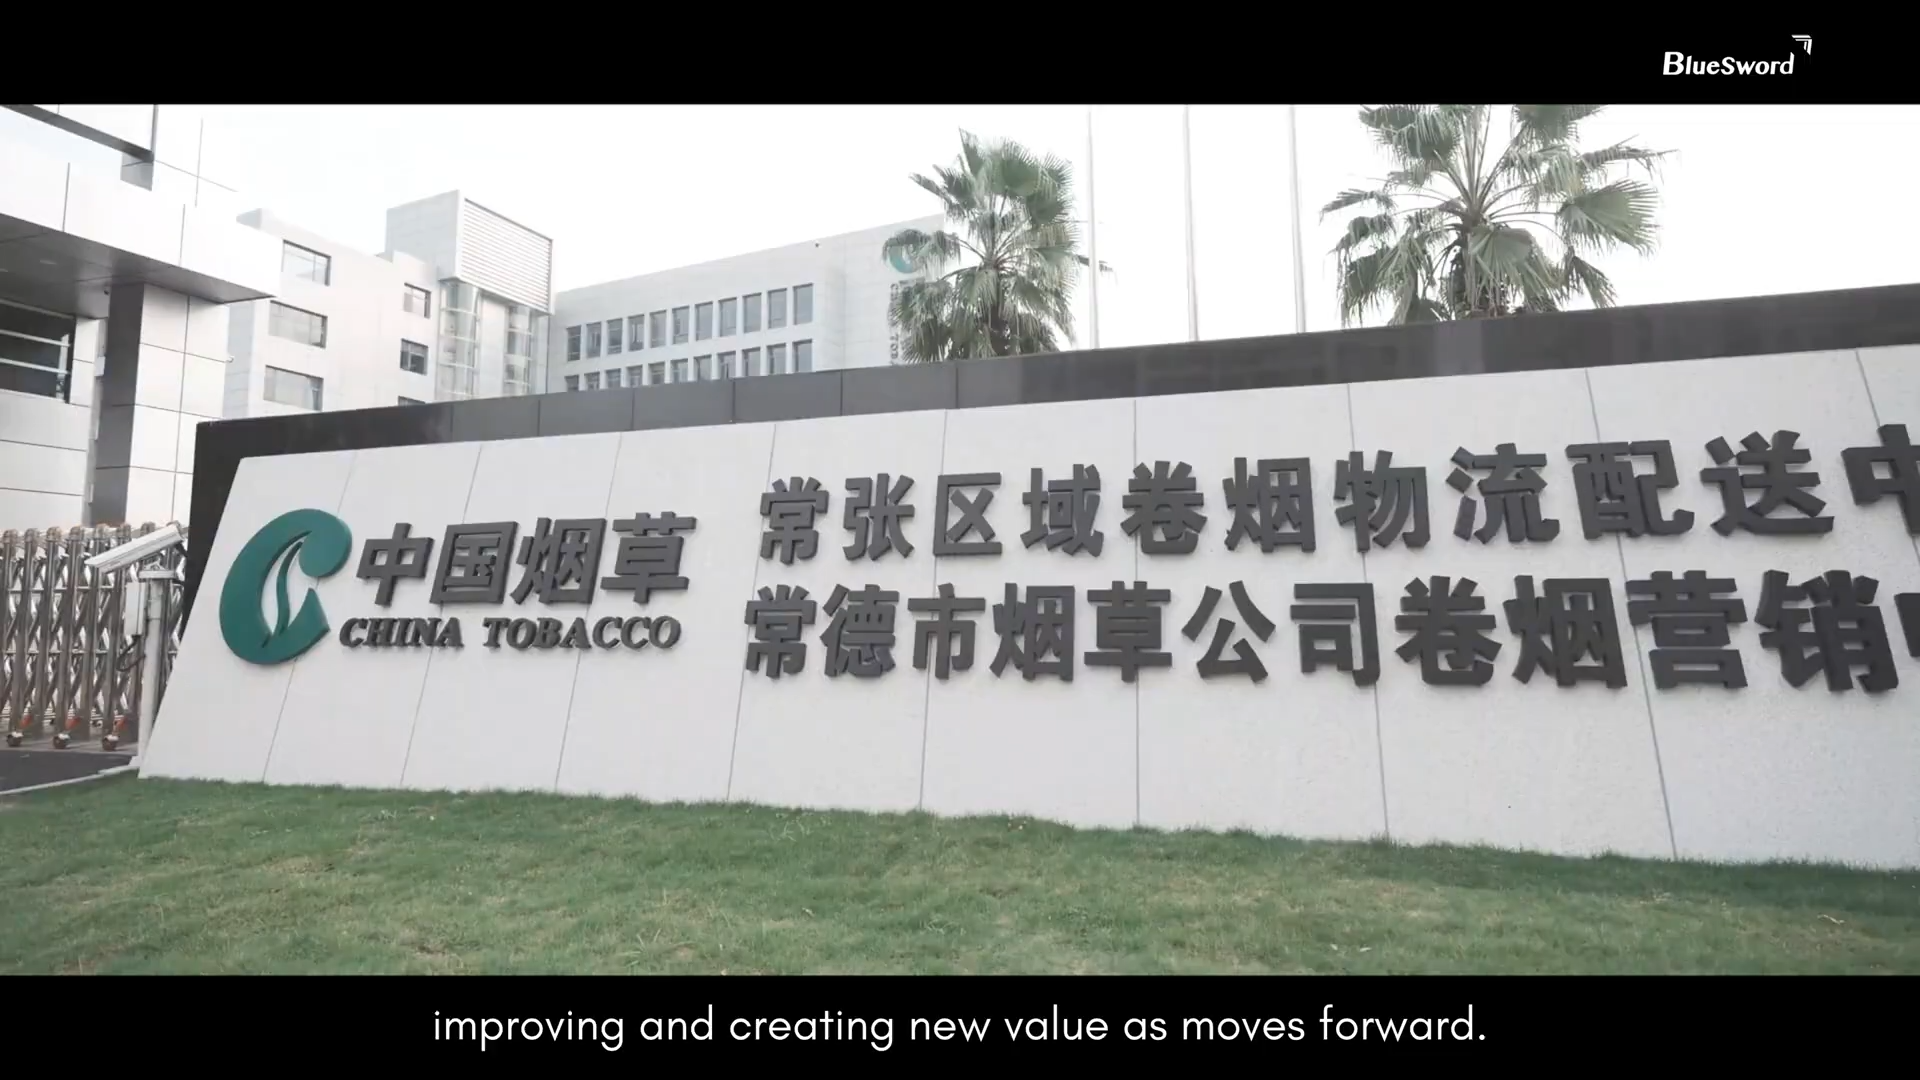 BlueSword
中国烟草
CHINA TOBACCO
常张区域卷烟物流配送中
常德市烟草公司卷烟营销
improving and creating new value as moves forward.